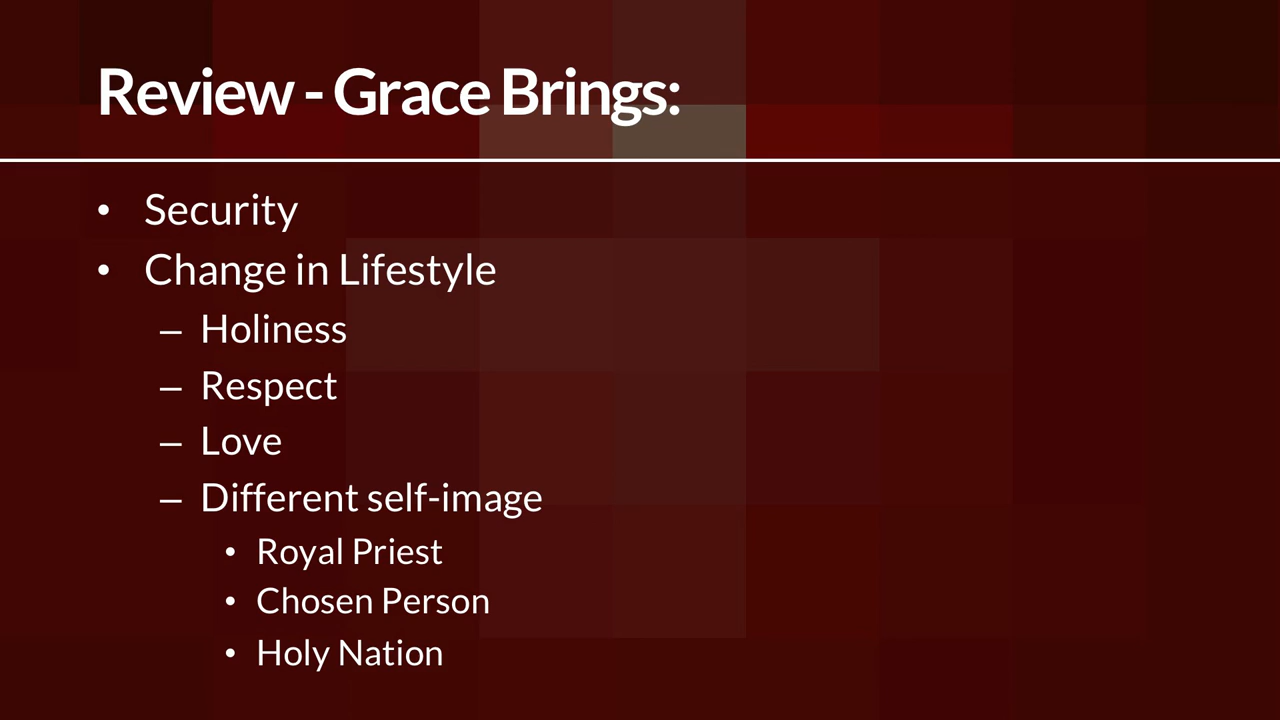 Review - Grace Brings:
• Security
• Change in Lifestyle
– Holiness
– Respect
– Love
– Different self-image
• Royal Priest
• Chosen Person
• Holy Nation